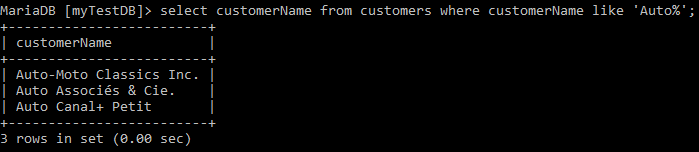 MariaDB [myTestDB]> select customerName from customers where customerName like 'Auto%';
+-------------------------+
| customerName            |
+-------------------------+
| Auto-Moto Classics Inc. |
| Auto Associés & Cie.    |
| Auto Canal+ Petit       |
+-------------------------+
3 rows in set (0.00 sec)